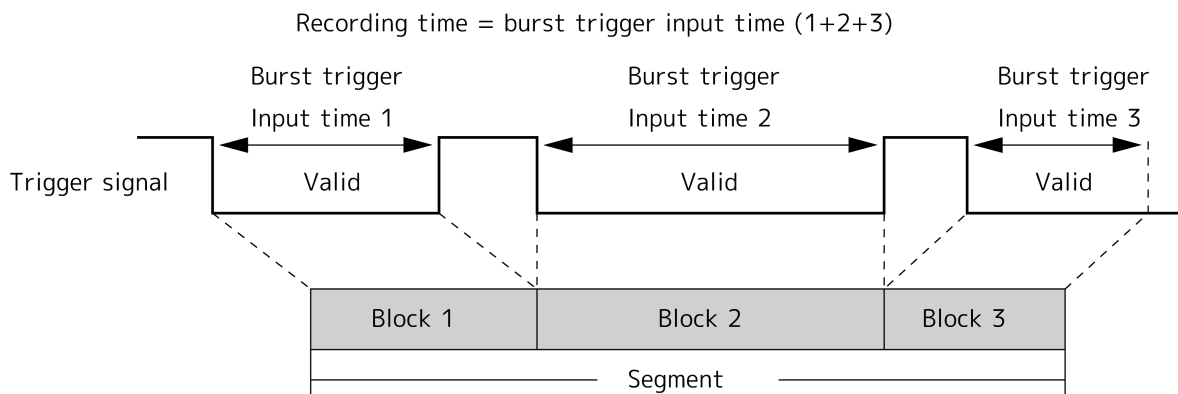 Recording time = burst trigger input time (1+2+3)
Burst trigger
Input time 1
Burst trigger
Input time 2
Burst trigger
Input time 3
Trigger signal
Valid
Valid
Valid
Block 1
Block 2
Block 3
Segment